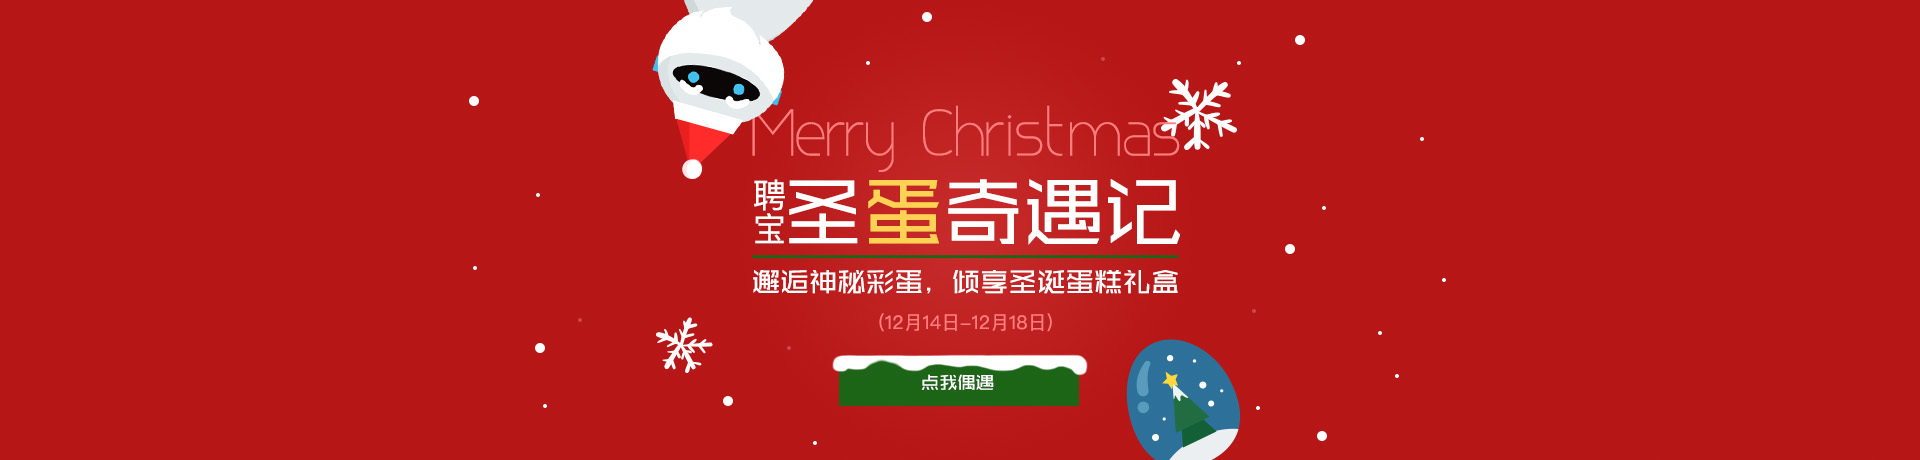 Merry Christmas
聘宝圣蛋奇遇记
邂逅神秘彩蛋，倾享圣诞蛋糕礼盒
(12月14日-12月18日)
点我偶遇